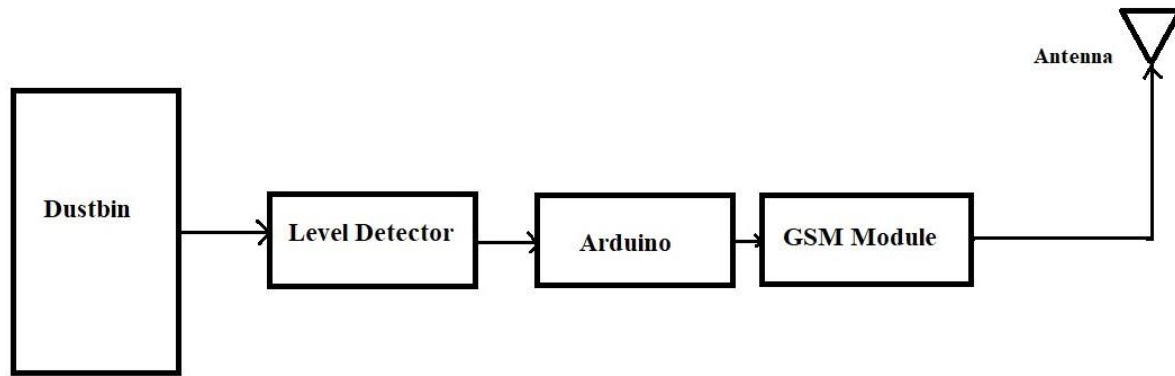 Antenna
Dustbin
Level Detector
Arduino
GSM Module